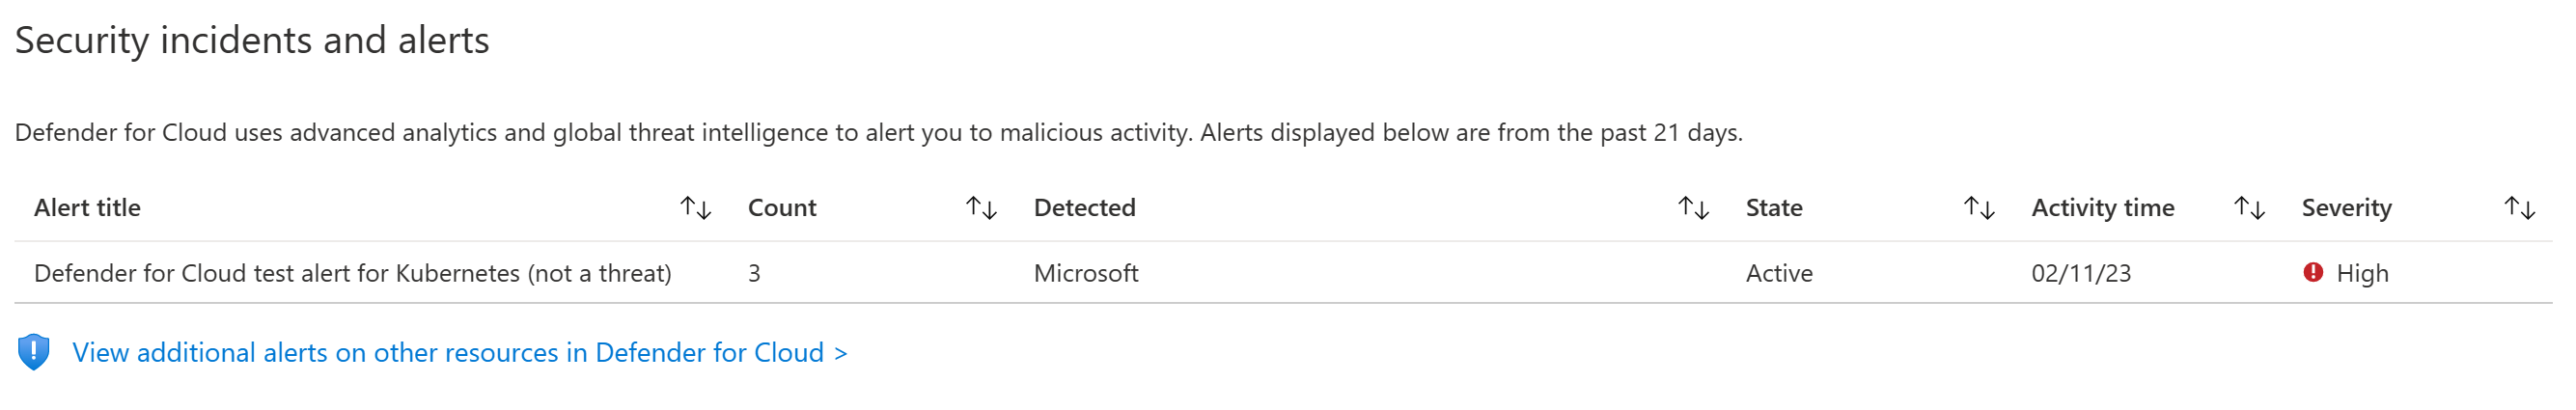 Security incidents and alerts
Defender for Cloud uses advanced analytics and global threat intelligence to alert you to malicious activity. Alerts displayed below are from the past 21 days.
Alert title Count Detected State Activity time Severity
Defender for Cloud test alert for Kubernetes (not a threat) 3 Microsoft Active 02/11/23 High
View additional alerts on other resources in Defender for Cloud >